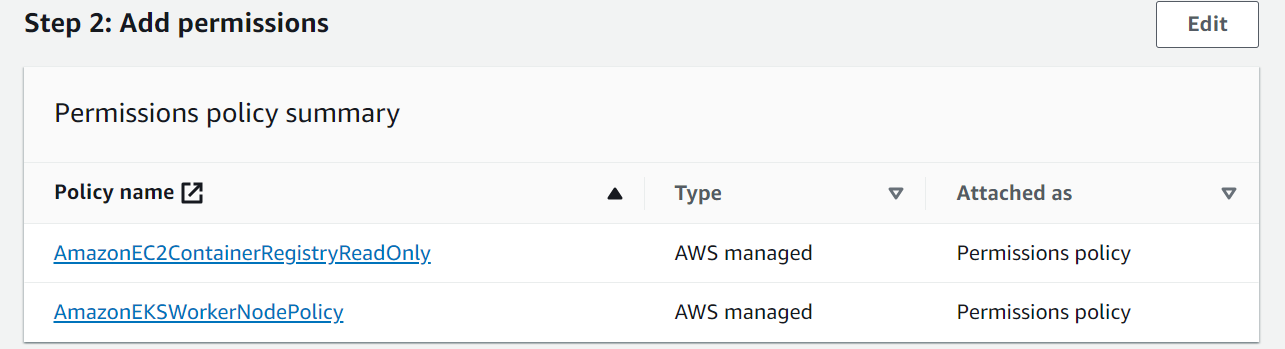 Step 2: Add permissions
Edit
Permissions policy summary
Policy name Type Attached as
AmazonEC2ContainerRegistryReadOnly AWS managed Permissions policy
AmazonEKSWorkerNodePolicy AWS managed Permissions policy